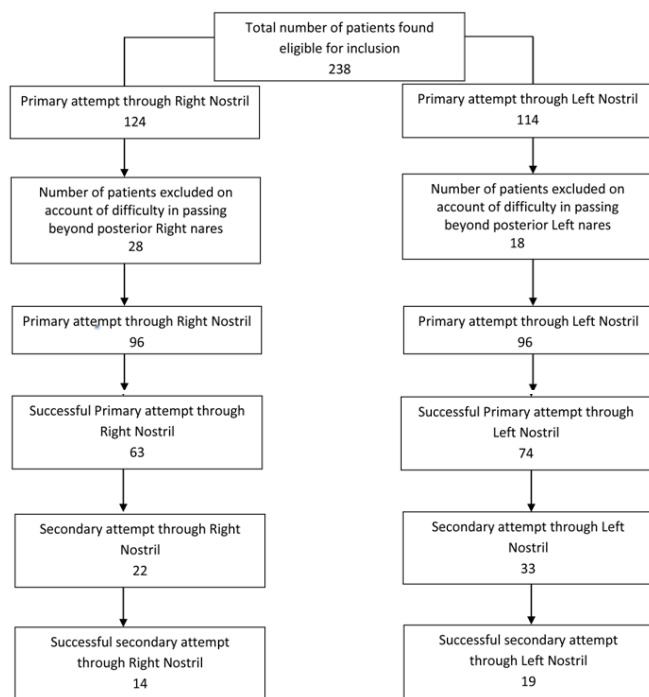 Total number of patients found
eligible for inclusion
238
Primary attempt through Right Nostril
124
Number of patients excluded on
account of difficulty in passing
beyond posterior Right nares
28
Primary attempt through Right Nostril
96
Successful Primary attempt through
Right Nostril
63
Secondary attempt through Right
Nostril
22
Successful secondary attempt
through Right Nostril
14
Primary attempt through Left Nostril
114
Number of patients excluded on
account of difficulty in passing
beyond posterior Left nares
18
Primary attempt through Left Nostril
96
Successful Primary attempt through
Left Nostril
74
Secondary attempt through Left
Nostril
33
Successful secondary attempt
through Left Nostril
19